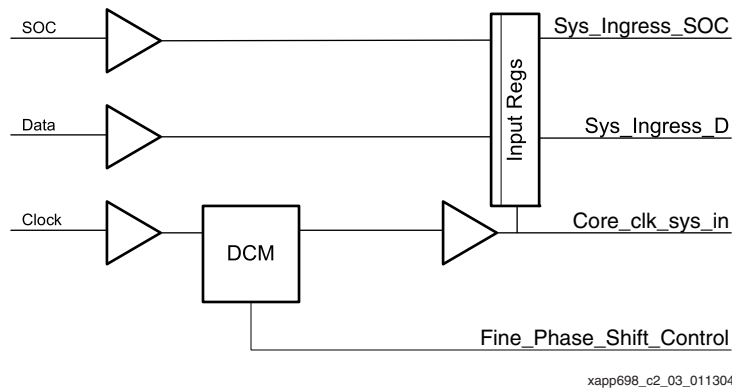 SOC
Sys_Ingress_SOC
Input Regs
Data
Sys_Ingress_D
Clock
Core_clk_sys_in
DCM
Fine_Phase_Shift_Control
xapp698_c2_03_011304